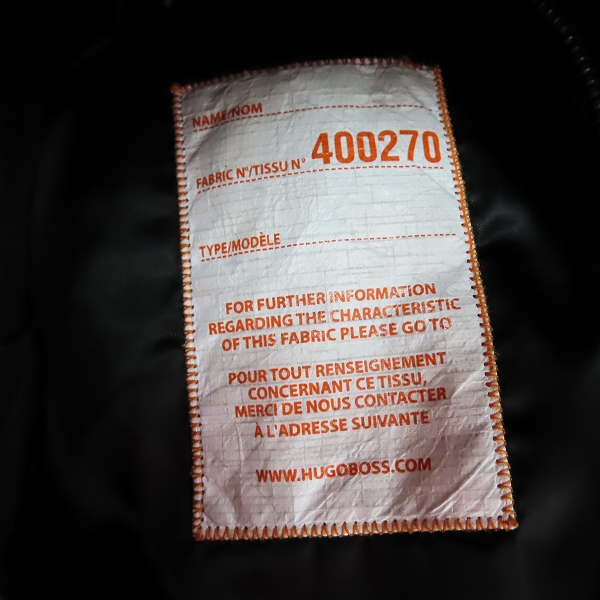 NAME/NOM
FABRIC N°/TISSU N° 400270
TYPE/MODÈLE
FOR FURTHER INFORMATION
REGARDING THE CHARACTERISTIC
OF THIS FABRIC PLEASE GO TO
POUR TOUT RENSEIGNEMENT
CONCERNANT CE TISSU,
MERCI DE NOUS CONTACTER
À L'ADRESSE SUIVANTE
WWW.HUGOBOSS.COM